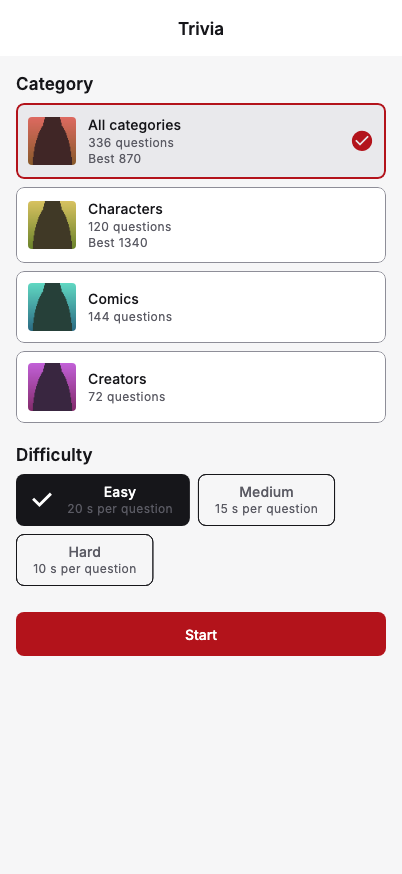 Trivia
Category
All categories
336 questions
Best 870
Characters
120 questions
Best 1340
Comics
144 questions
Creators
72 questions
Difficulty
Easy
20 s per question
Medium
15 s per question
Hard
10 s per question
Start